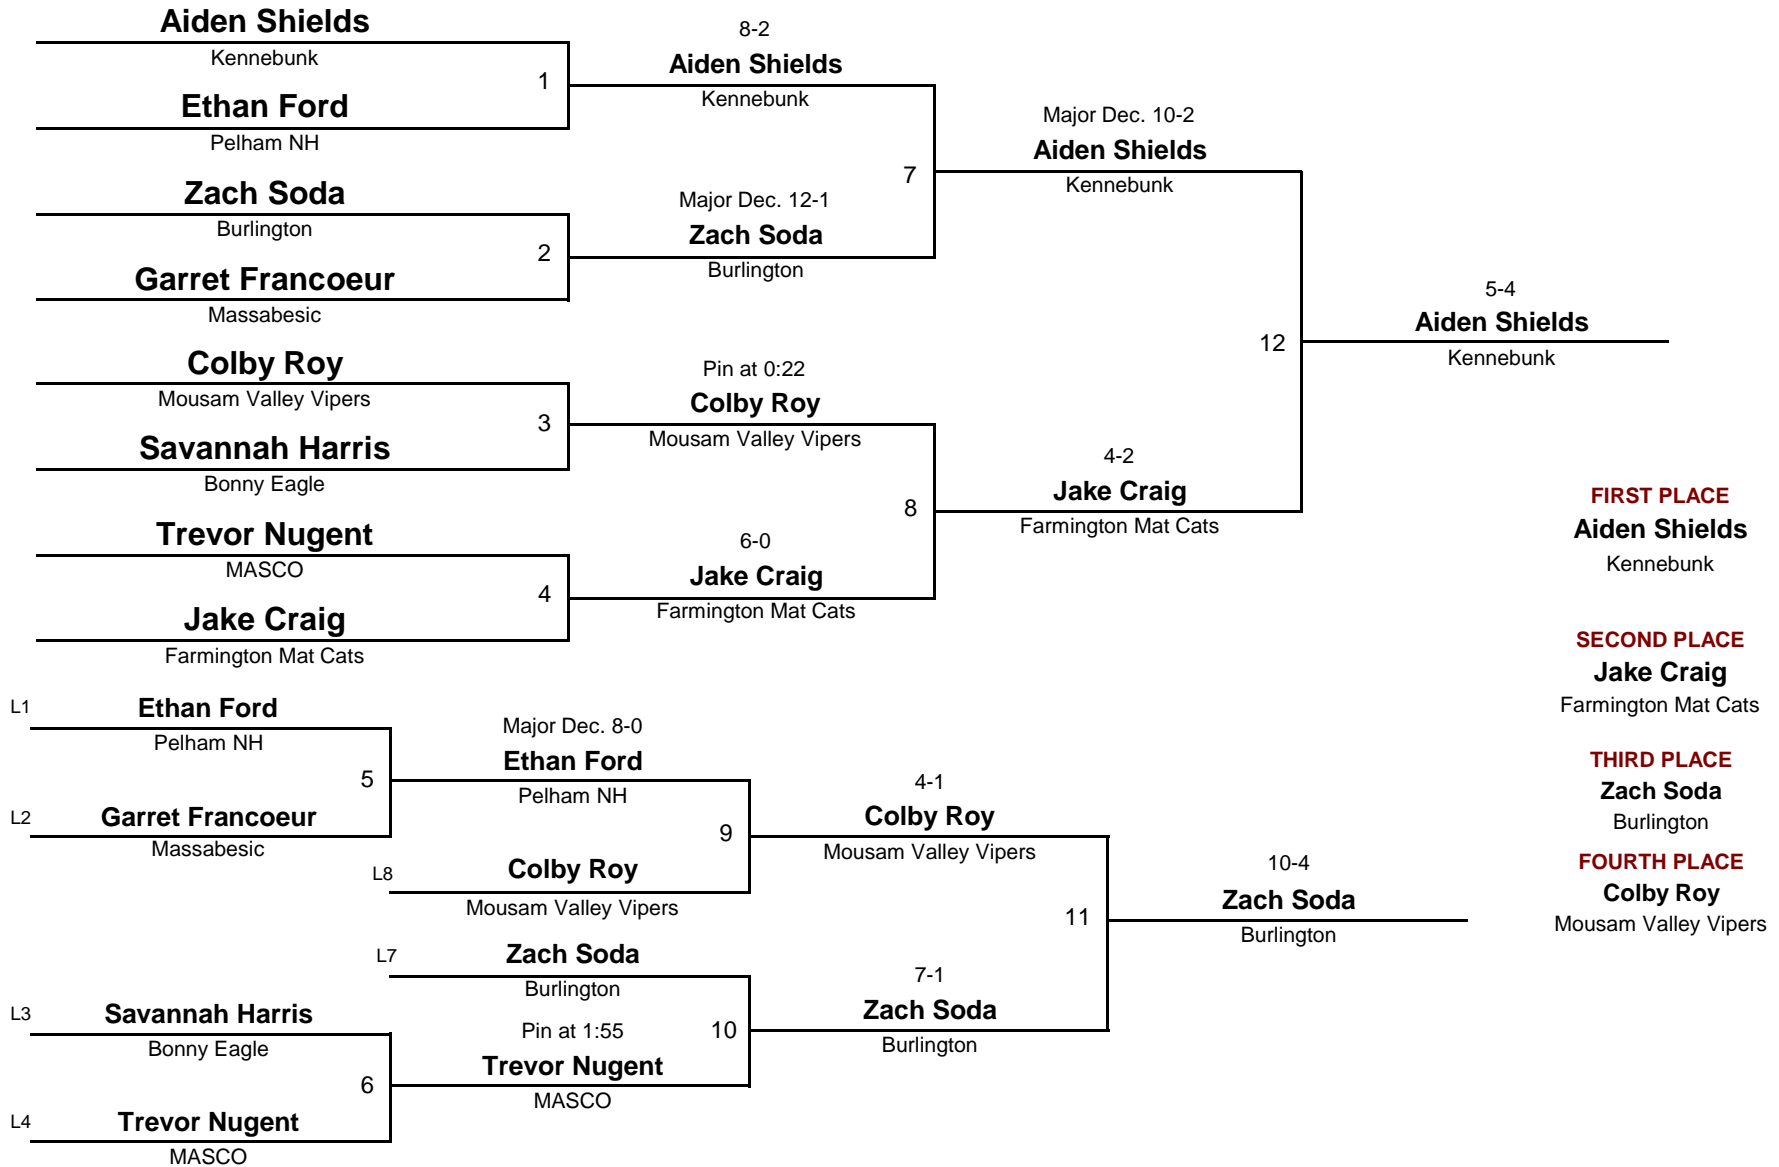 Aiden Shields
Kennebunk
1
Ethan Ford
Pelham NH
Zach Soda
Burlington
2
Garret Francoeur
Massabesic
Colby Roy
Mousam Valley Vipers
3
Savannah Harris
Bonny Eagle
Trevor Nugent
MASCO
4
Jake Craig
Farmington Mat Cats
8-2
Aiden Shields
Kennebunk
7
Major Dec. 12-1
Zach Soda
Burlington
Pin at 0:22
Colby Roy
Mousam Valley Vipers
8
6-0
Jake Craig
Farmington Mat Cats
Major Dec. 10-2
Aiden Shields
Kennebunk
12
4-2
Jake Craig
Farmington Mat Cats
5-4
Aiden Shields
Kennebunk
FIRST PLACE
Aiden Shields
Kennebunk
SECOND PLACE
Jake Craig
Farmington Mat Cats
THIRD PLACE
Zach Soda
Burlington
FOURTH PLACE
Colby Roy
Mousam Valley Vipers
L1
Ethan Ford
Pelham NH
5
L2
Garret Francoeur
Massabesic
L3
Savannah Harris
Bonny Eagle
6
L4
Trevor Nugent
MASCO
Major Dec. 8-0
Ethan Ford
Pelham NH
9
L8
Colby Roy
Mousam Valley Vipers
L7
Zach Soda
Burlington
10
Pin at 1:55
Trevor Nugent
MASCO
4-1
Colby Roy
Mousam Valley Vipers
11
7-1
Zach Soda
Burlington
10-4
Zach Soda
Burlington